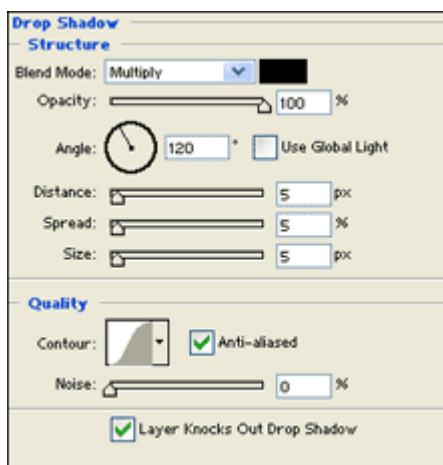 Drop Shadow
Structure
Blend Mode: Multiply
Opacity: 100 %
Angle: 120 ° Use Global Light
Distance: 5 px
Spread: 5 %
Size: 5 px
Quality
Contour: Anti-aliased
Noise: 0 %
Layer Knocks Out Drop Shadow